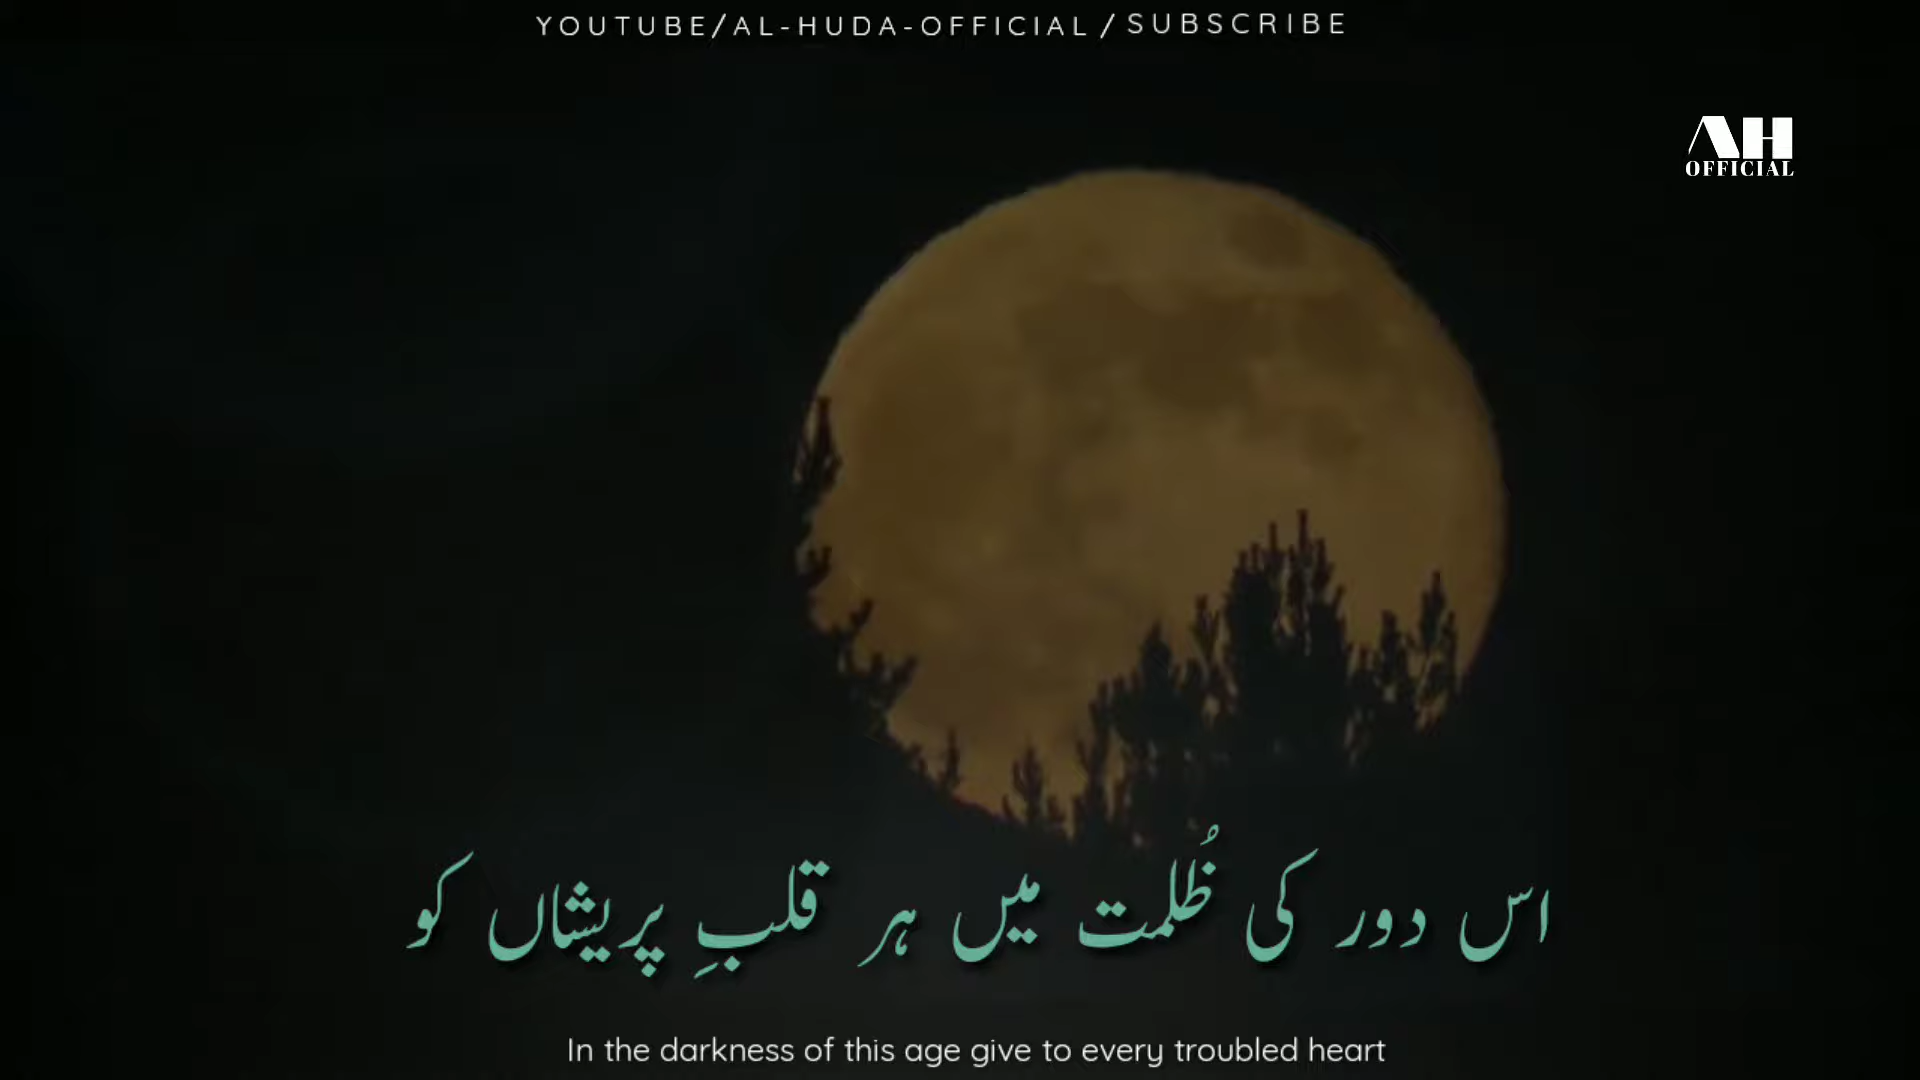 YOUTUBE/AL-HUDA-OFFICIAL / SUBSCRIBE
AH
OFFICIAL
اس دور کی ظُلمت میں ہر قلبِ پریشاں کو
In the darkness of this age give to every troubled heart